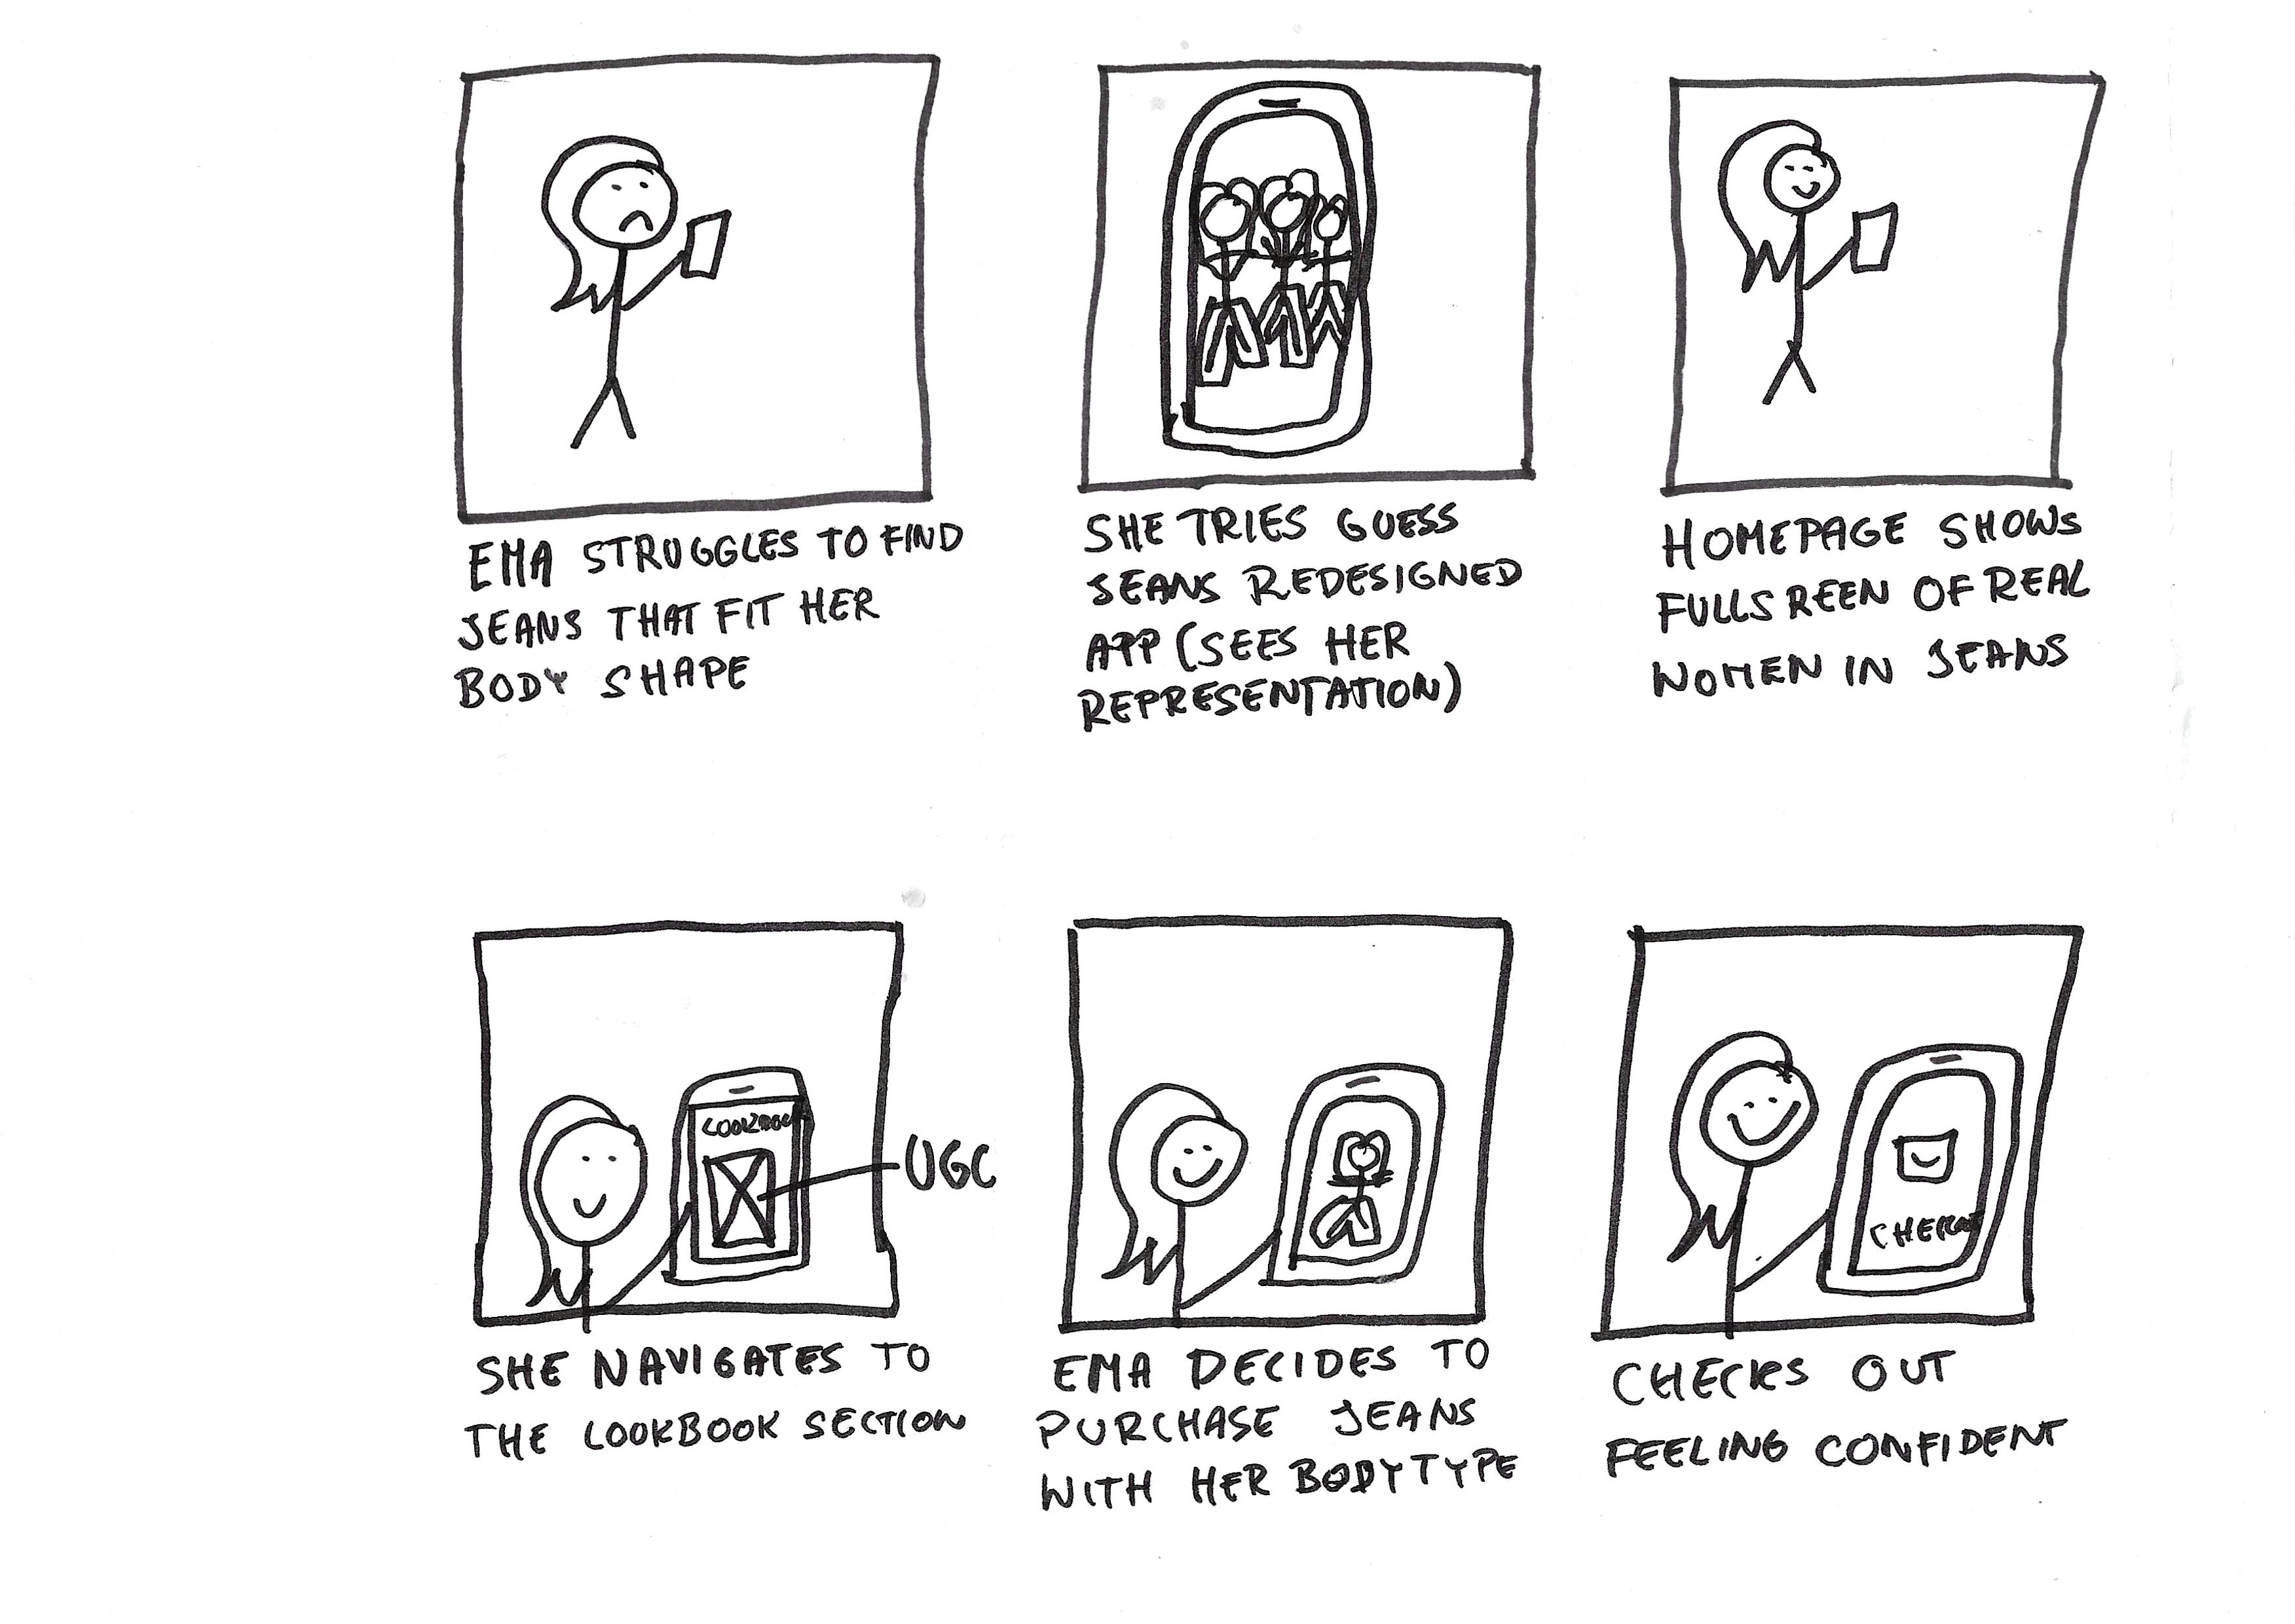 EMA STRUGGLES TO FIND
JEANS THAT FIT HER
BODY SHAPE
SHE TRIES GUESS
JEANS REDESIGNED
APP (SEES HER
REPRESENTATION)
HOMEPAGE SHOWS
FULLSREEN OF REAL
WOMEN IN JEANS
LOOKBOOK
UGC
SHE NAVIGATES TO
THE LOOKBOOK SECTION
EMA DECIDES TO
PURCHASE JEANS
WITH HER BODYTYPE
CHECKS OUT
FEELING CONFIDENT